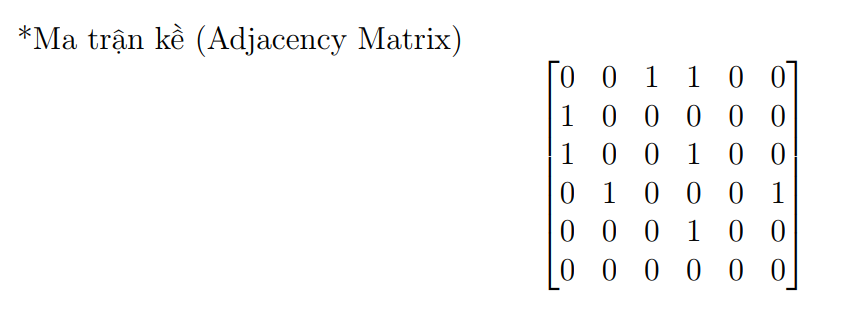 *Ma trận kề (Adjacency Matrix)
0 0 1 1 0 0
1 0 0 0 0 0
1 0 0 1 0 0
0 1 0 0 0 1
0 0 0 1 0 0
0 0 0 0 0 0